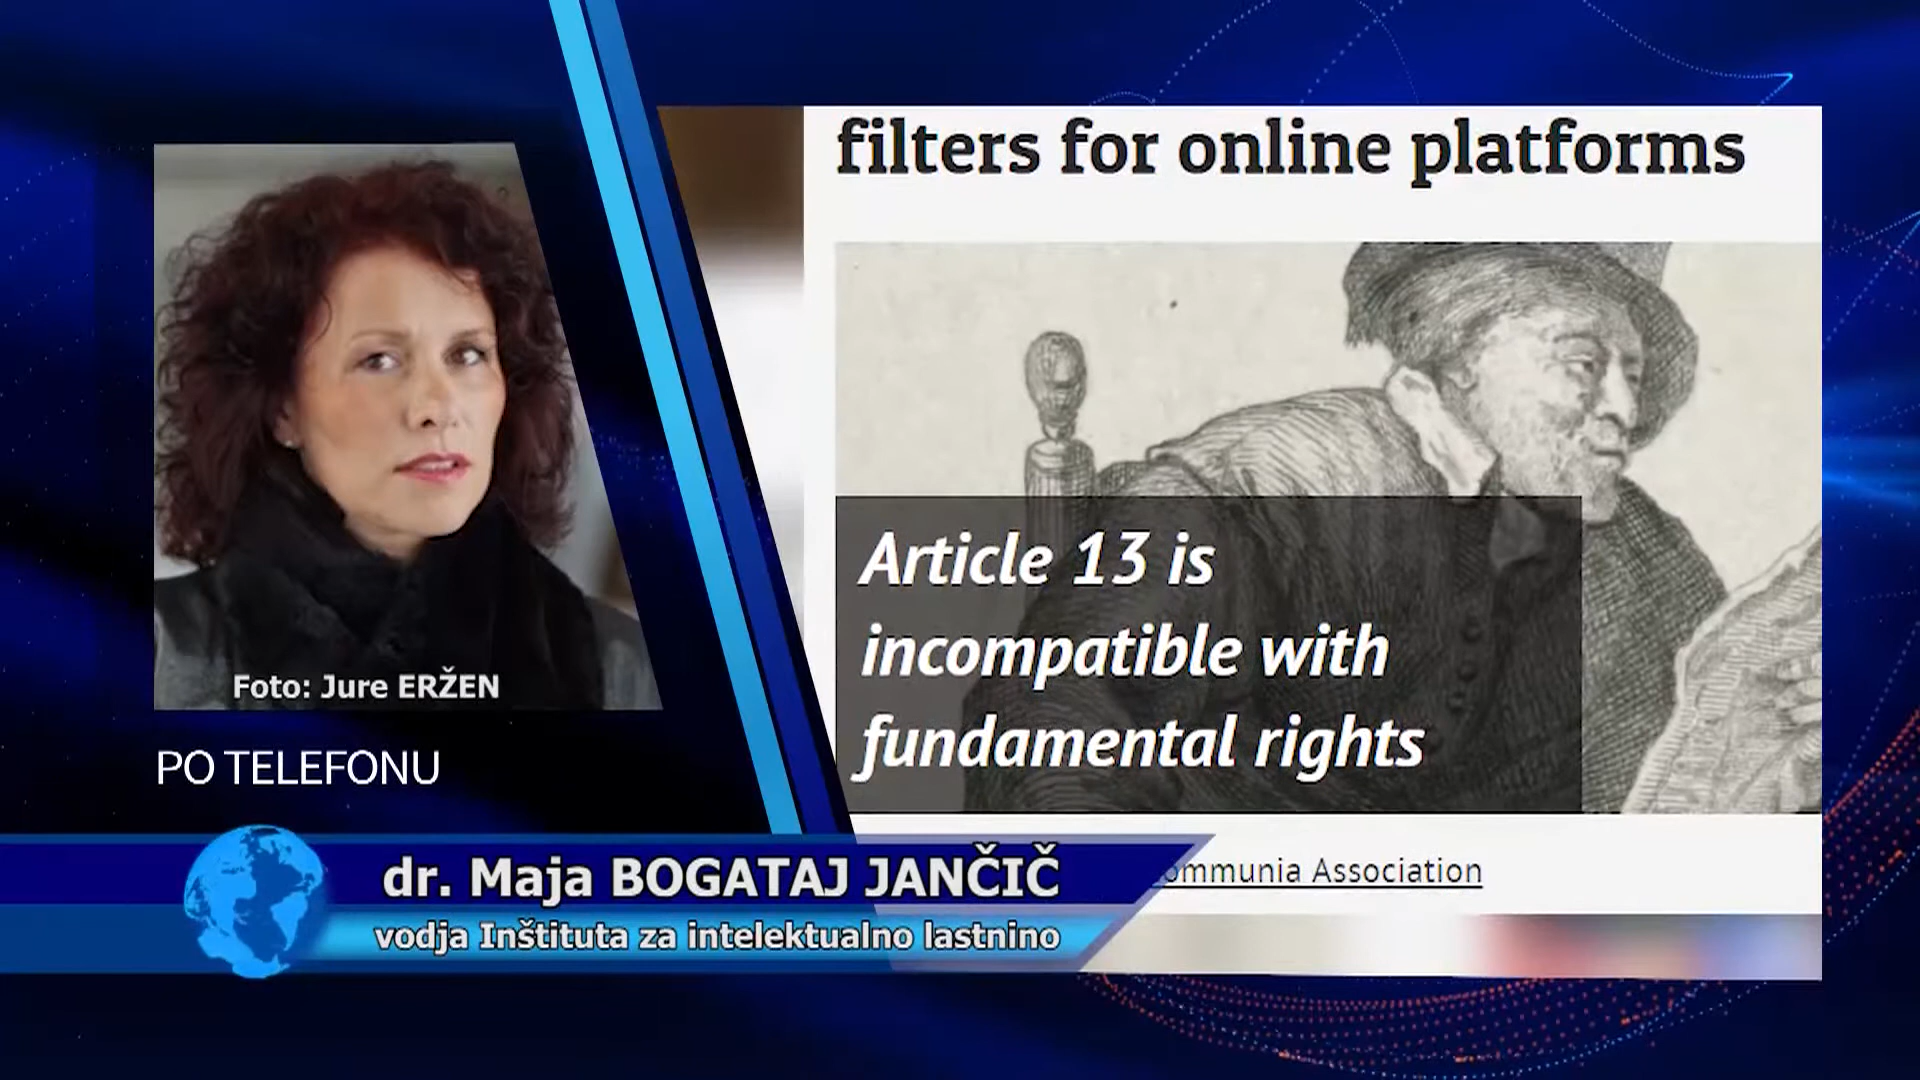 filters for online platforms
Article 13 is
incompatible with
fundamental rights
ommunia Association
Foto: Jure ERŽEN
PO TELEFONU
dr. Maja BOGATAJ JANČIČ
vodja Inštituta za intelektualno lastnino